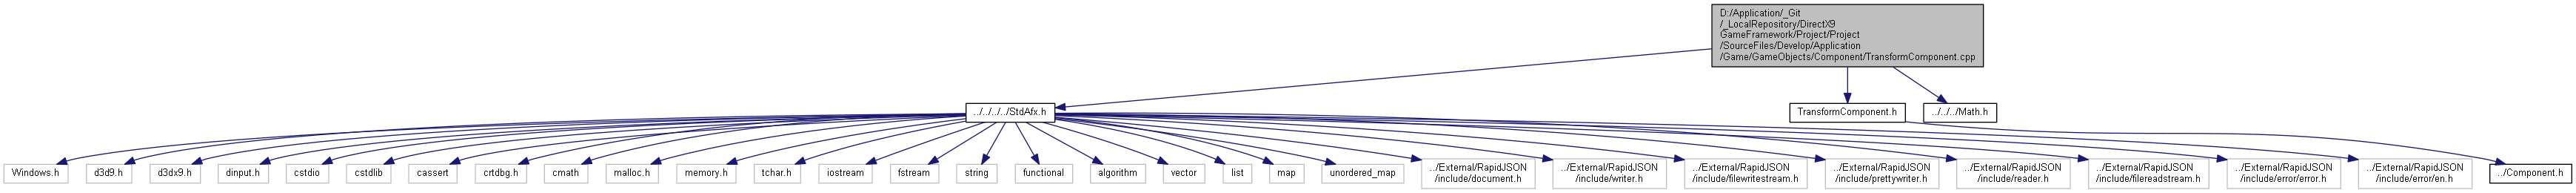 D:/Application/_Git
/_LocalRepository/DirectX9
GameFramework/Project/Project
/SourceFiles/Develop/Application
/Game/GameObjects/Component/TransformComponent.cpp
../../../../StdAfx.h
TransformComponent.h
../../../Math.h
Windows.h
d3d9.h
d3dx9.h
dinput.h
cstdio
cstdlib
cassert
crtdbg.h
cmath
malloc.h
memory.h
tchar.h
iostream
fstream
string
functional
algorithm
vector
list
map
unordered_map
../External/RapidJSON
/include/document.h
../External/RapidJSON
/include/writer.h
../External/RapidJSON
/include/filewritestream.h
../External/RapidJSON
/include/prettywriter.h
../External/RapidJSON
/include/reader.h
../External/RapidJSON
/include/filereadstream.h
../External/RapidJSON
/include/error/error.h
../External/RapidJSON
/include/error/en.h
../Component.h